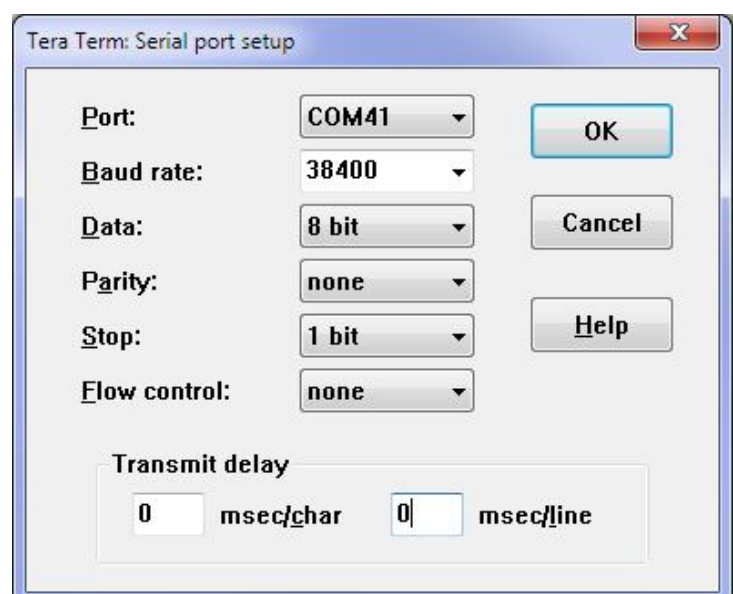 Tera Term: Serial port setup
Port: COM41 OK
Baud rate: 38400
Data: 8 bit Cancel
Parity: none
Stop: 1 bit Help
Flow control: none
Transmit delay
0 msec/char 0 msec/line